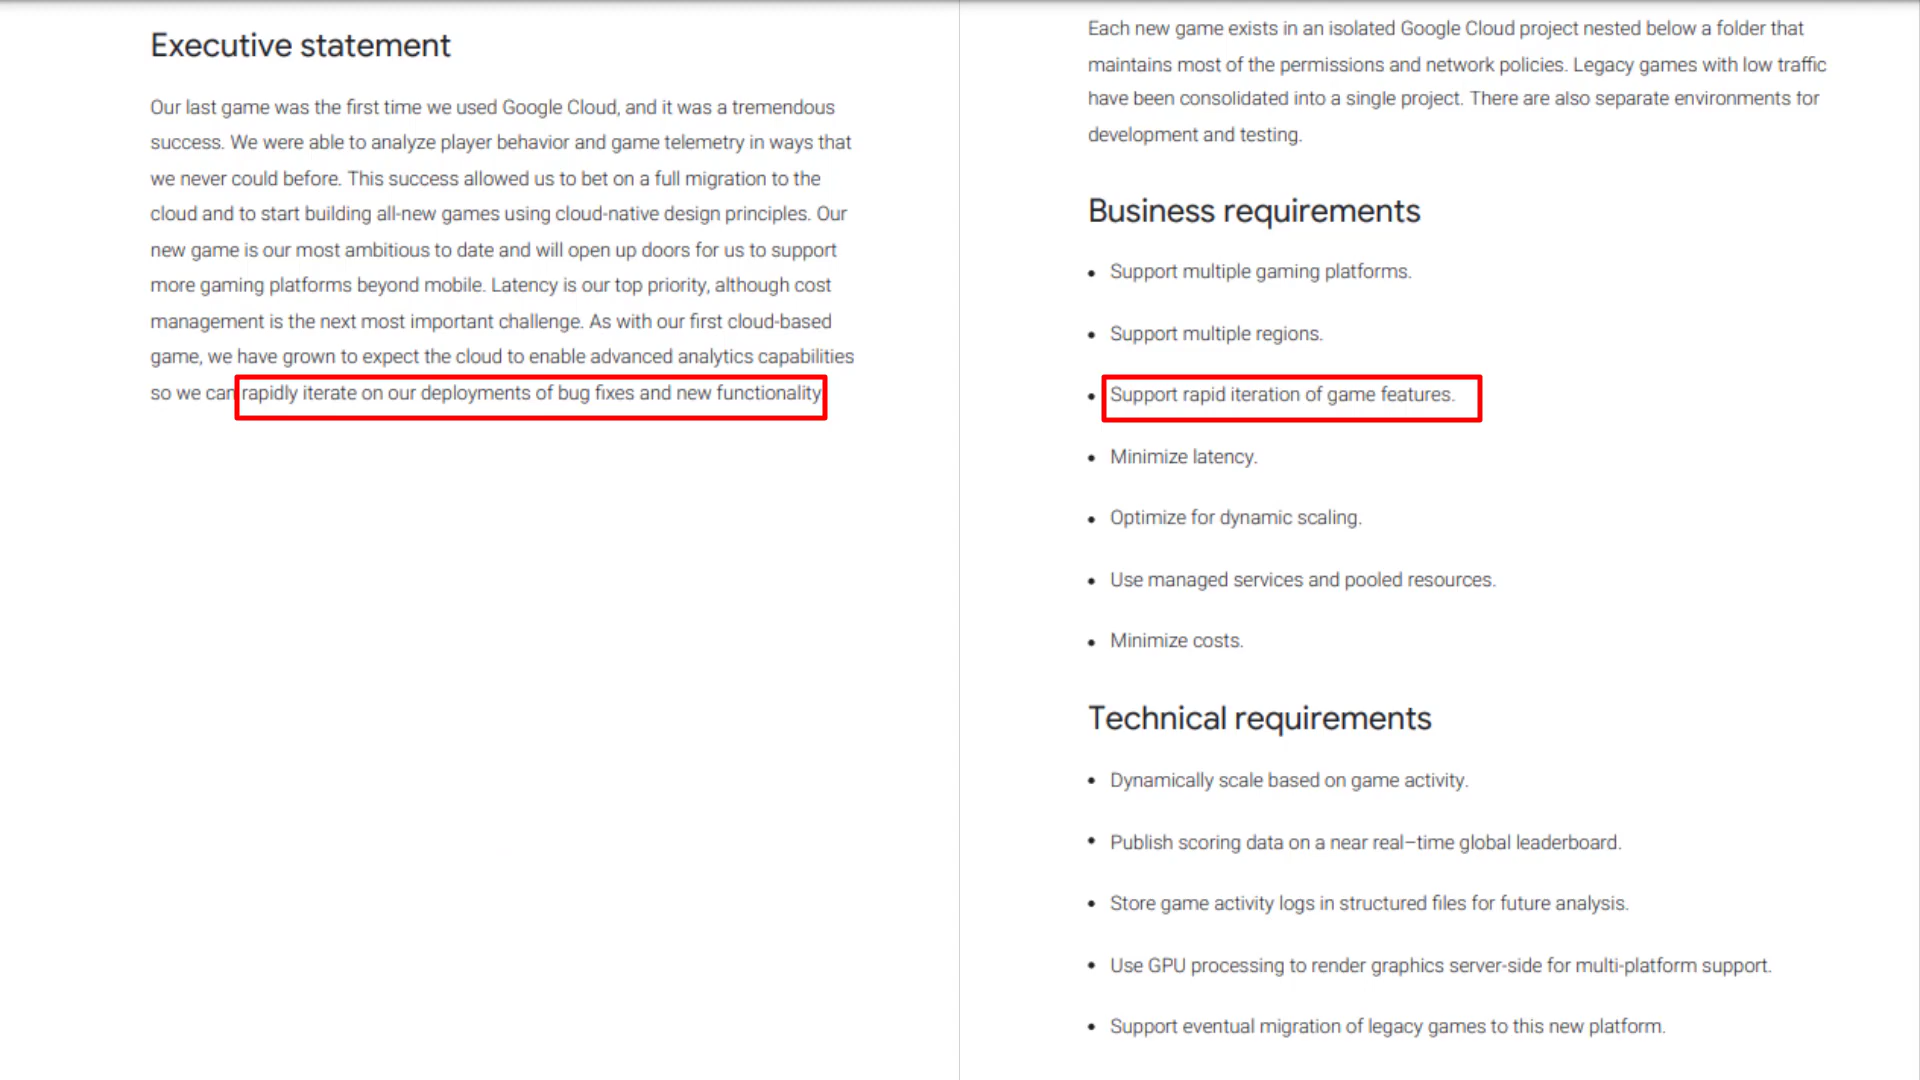 Executive statement
Our last game was the first time we used Google Cloud, and it was a tremendous
success. We were able to analyze player behavior and game telemetry in ways that
we never could before. This success allowed us to bet on a full migration to the
cloud and to start building all-new games using cloud-native design principles. Our
new game is our most ambitious to date and will open up doors for us to support
more gaming platforms beyond mobile. Latency is our top priority, although cost
management is the next most important challenge. As with our first cloud-based
game, we have grown to expect the cloud to enable advanced analytics capabilities
so we can rapidly iterate on our deployments of bug fixes and new functionality
Each new game exists in an isolated Google Cloud project nested below a folder that
maintains most of the permissions and network policies. Legacy games with low traffic
have been consolidated into a single project. There are also separate environments for
development and testing.
Business requirements
• Support multiple gaming platforms.
• Support multiple regions.
• Support rapid iteration of game features.
• Minimize latency.
• Optimize for dynamic scaling.
• Use managed services and pooled resources.
• Minimize costs.
Technical requirements
• Dynamically scale based on game activity.
• Publish scoring data on a near real–time global leaderboard.
• Store game activity logs in structured files for future analysis.
• Use GPU processing to render graphics server-side for multi-platform support.
• Support eventual migration of legacy games to this new platform.